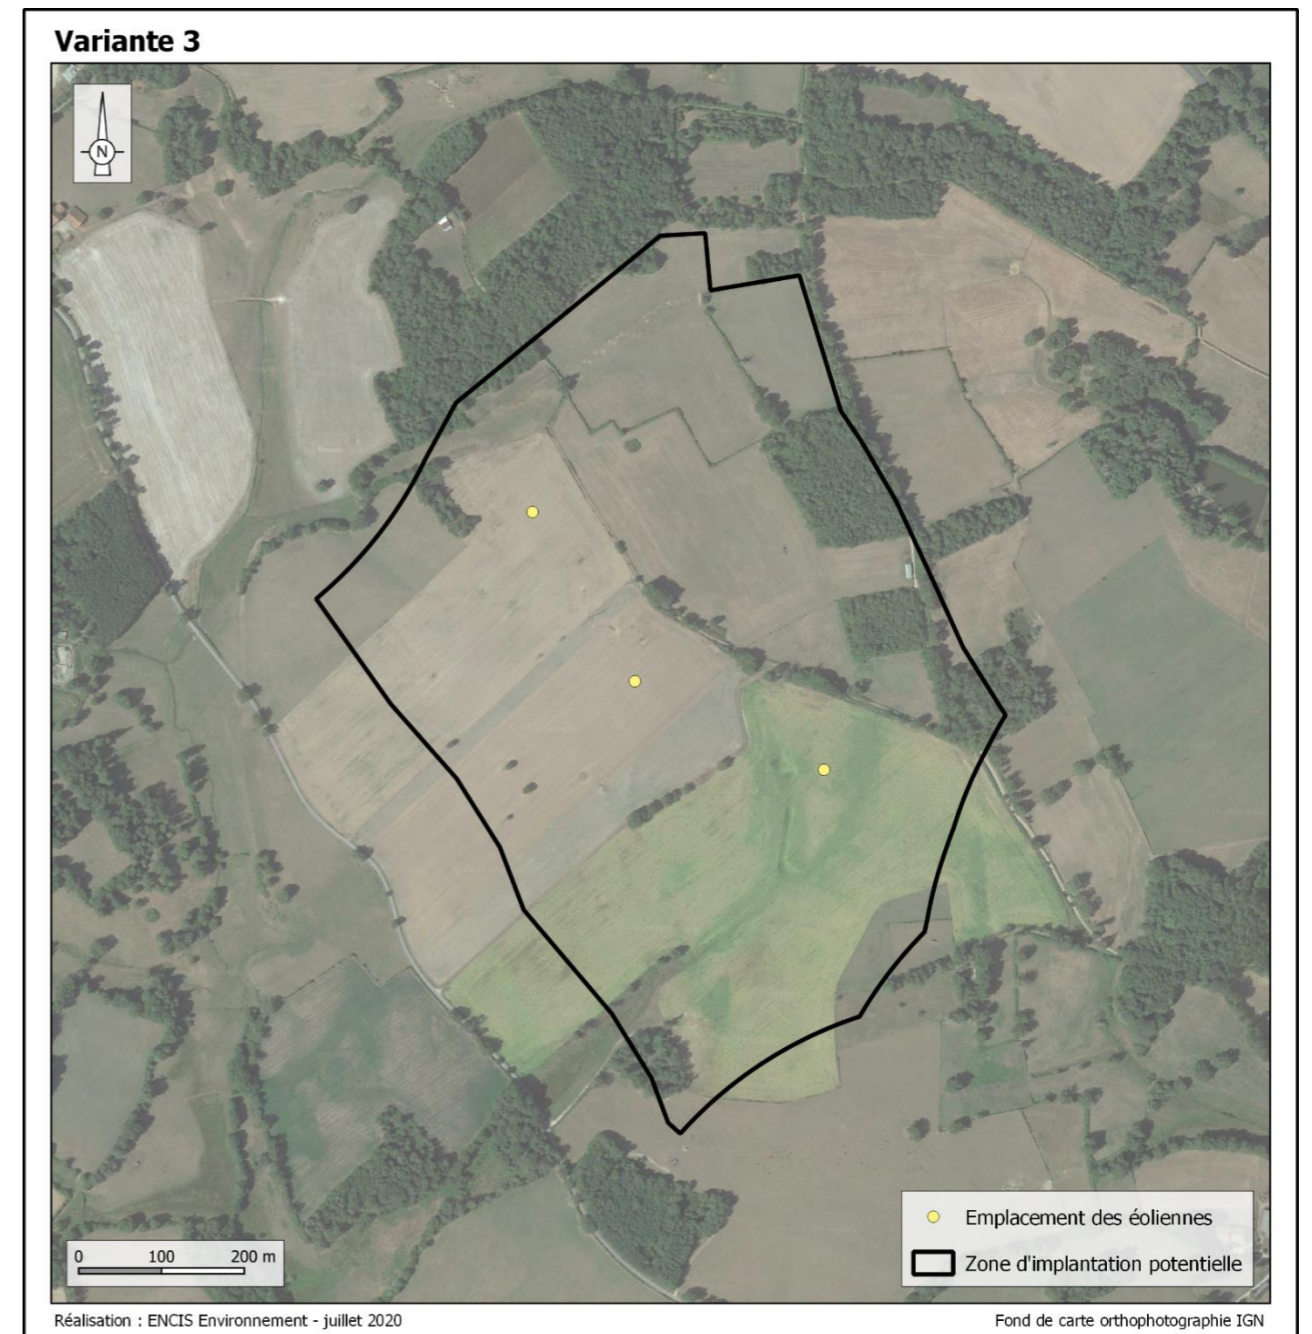 Variante 3
N
Emplacement des éoliennes
Zone d'implantation potentielle
0 100 200 m
Réalisation : ENCIS Environnement - juillet 2020
Fond de carte orthophotographie IGN